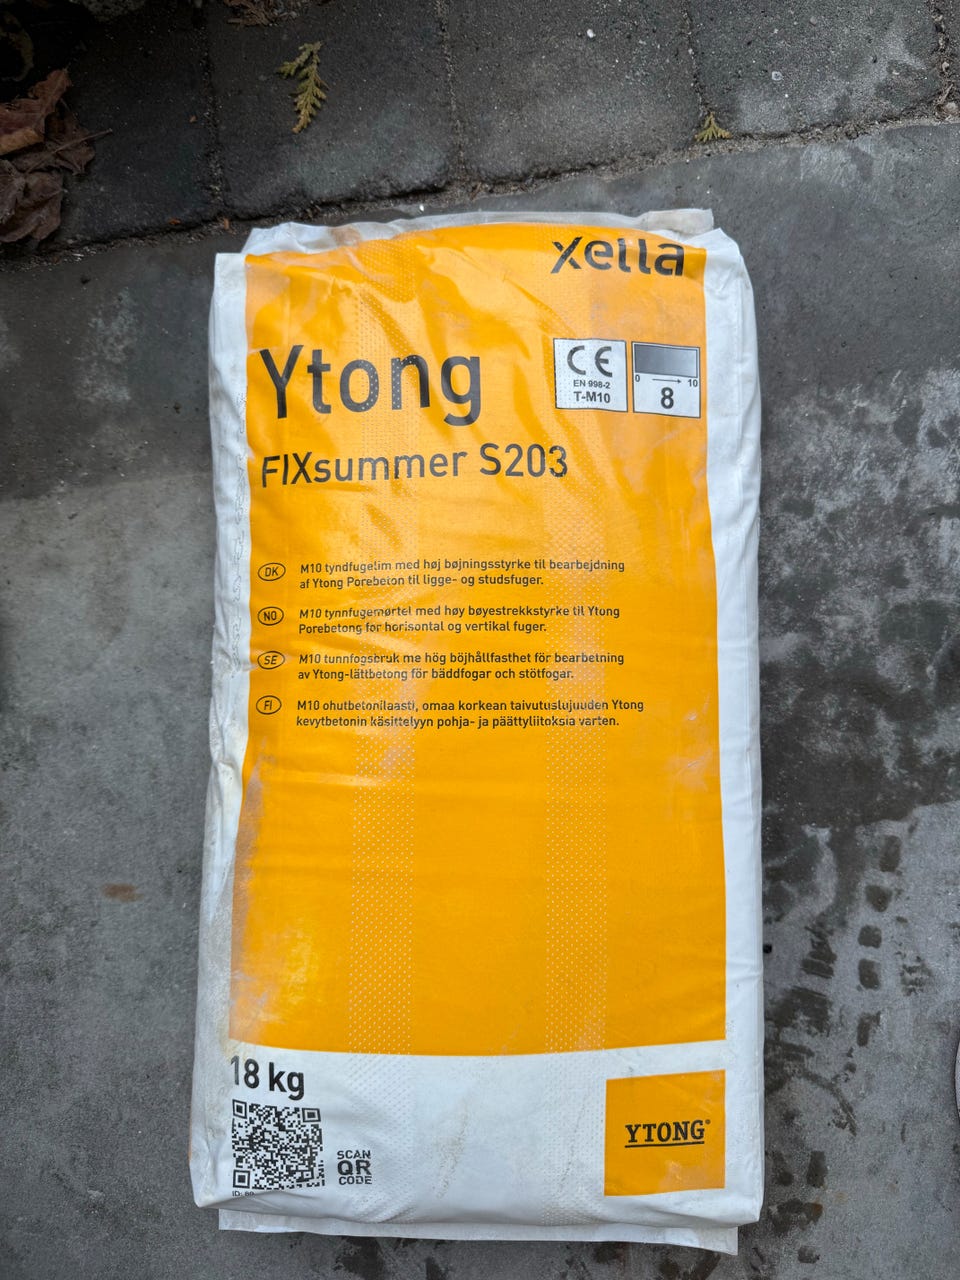 xella
Ytong
CE
EN 998-2
T-M10
0 10
8
FIXsummer S203
DK
M10 tyndfugelim med høj bøjningsstyrke til bearbejdning
af Ytong Porebeton til ligge- og studsfuger.
NO
M10 tynnfugemørtel med høy bøyestrekkstyrke til Ytong
Porebetong for horisontal og vertikal fuger.
SE
M10 tunnfogsbruk me hög böjhållfasthet för bearbetning
av Ytong-lättbetong för bäddfogar och stötfogar.
FI
M10 ohutbetonilaasti, omaa korkean taivutuslujuuden Ytong
kevytbetonin käsittelyyn pohja- ja päättyliitoksia varten.
18 kg
SCAN
QR
CODE
YTONG®